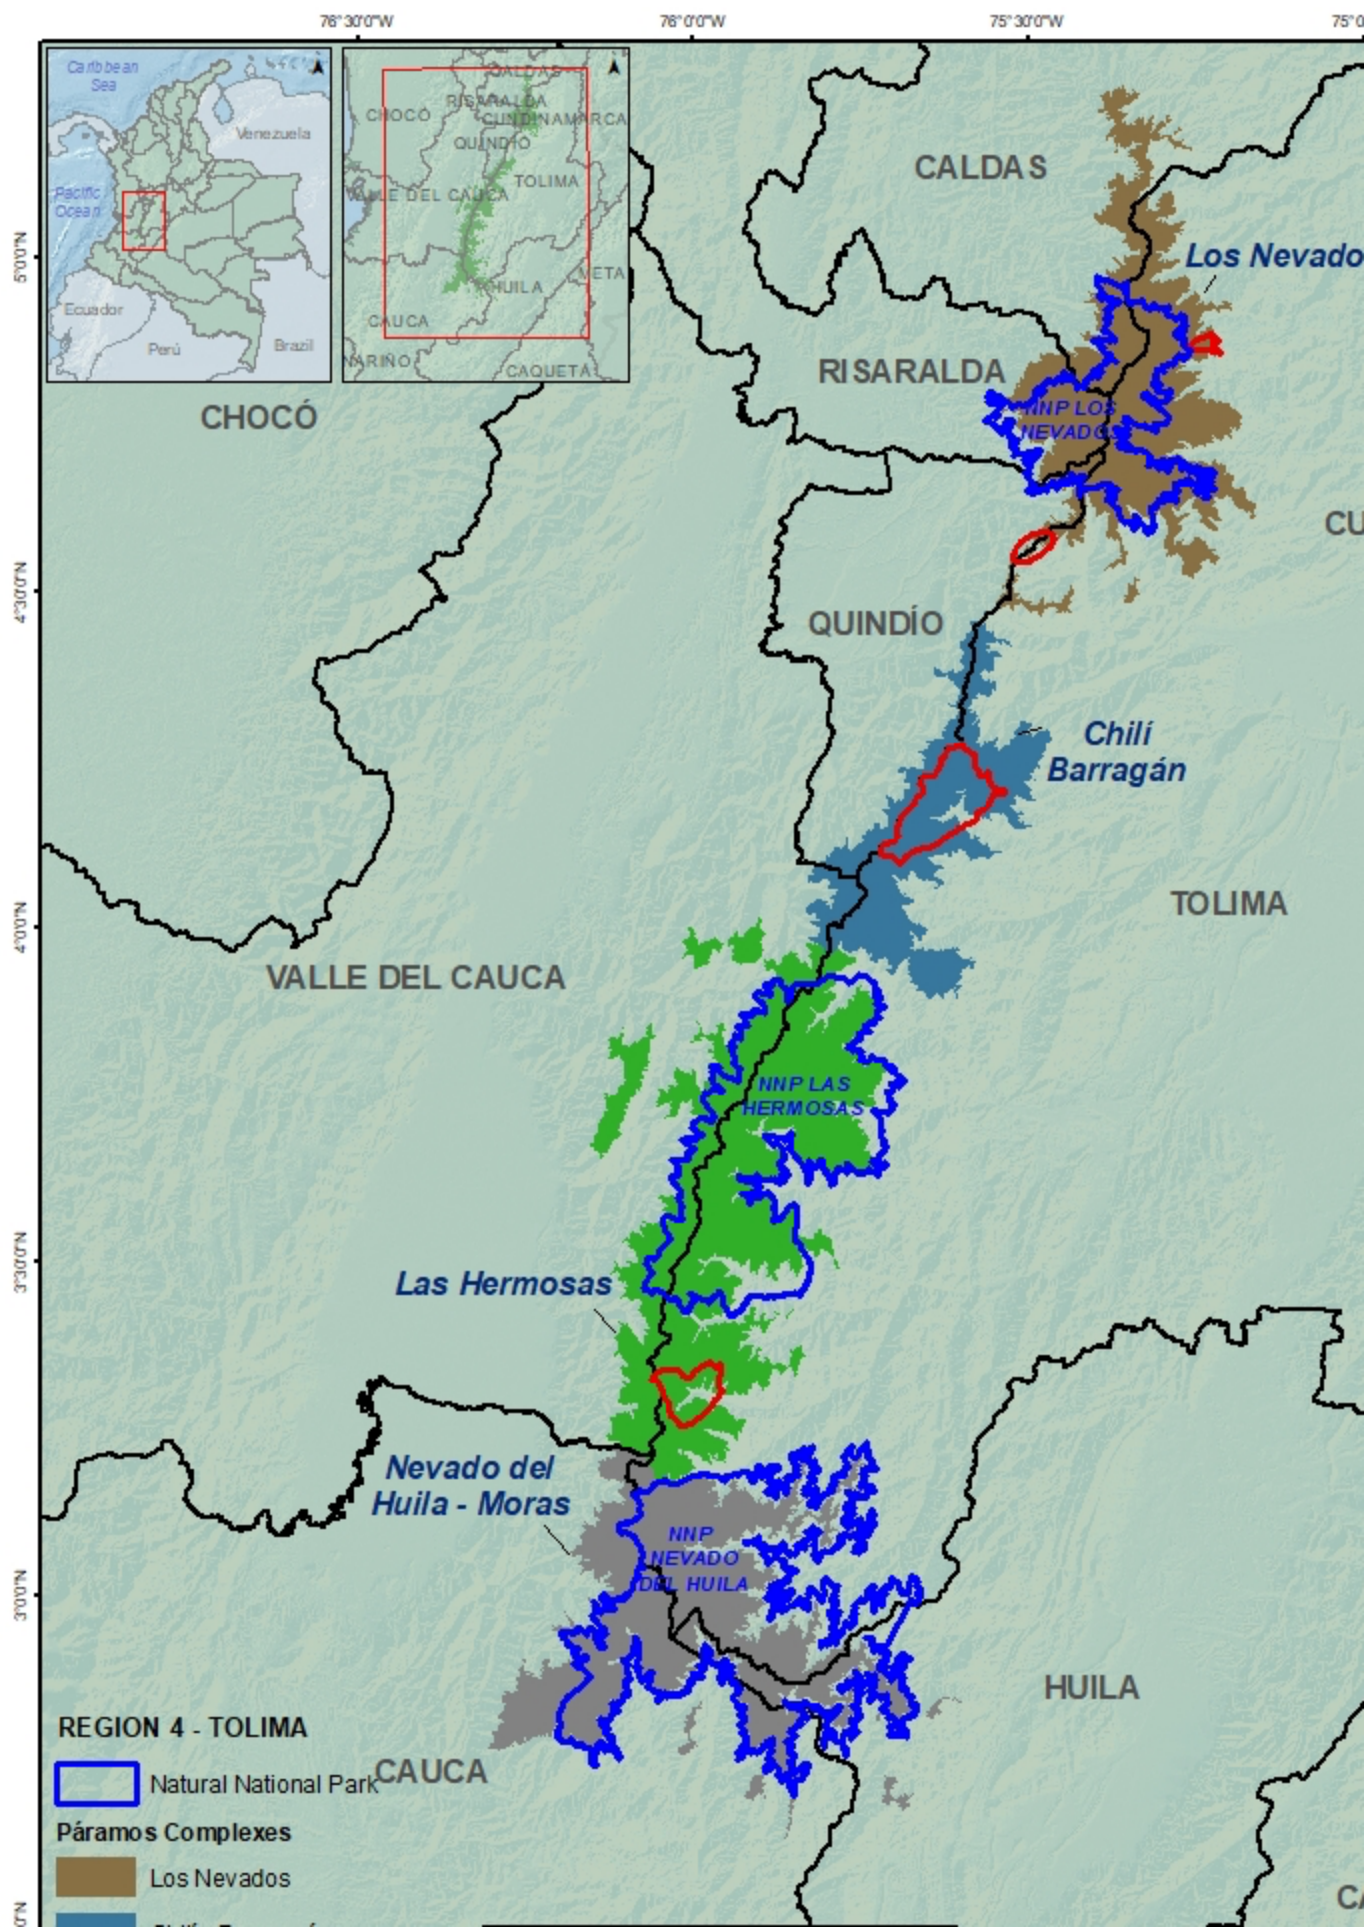 76°30'0"W
76°0'0"W
75°30'0"W
Caribbean
Sea
Venezuela
Pacific
Ocean
Ecuador
Perú
Brazil
CALDAS
RISARALDA
CHOCÓ
CUNDINAMARCA
QUINDÍO
TOLIMA
VALLE DEL CAUCA
META
HUILA
CAUCA
NARIÑO
CAQUETÁ
CALDAS
5°0'0"N
Los Nevado
RISARALDA
NNP LOS
NEVADOS
CHOCÓ
CU
4°30'0"N
QUINDÍO
Chilí
Barragán
TOLIMA
4°0'0"N
VALLE DEL CAUCA
NNP LAS
HERMOSAS
3°30'0"N
Las Hermosas
Nevado del
Huila - Moras
NNP
NEVADO
DEL HUILA
3°0'0"N
HUILA
CAUCA
REGION 4 - TOLIMA
Natural National Park
Páramos Complexes
Los Nevados
CA